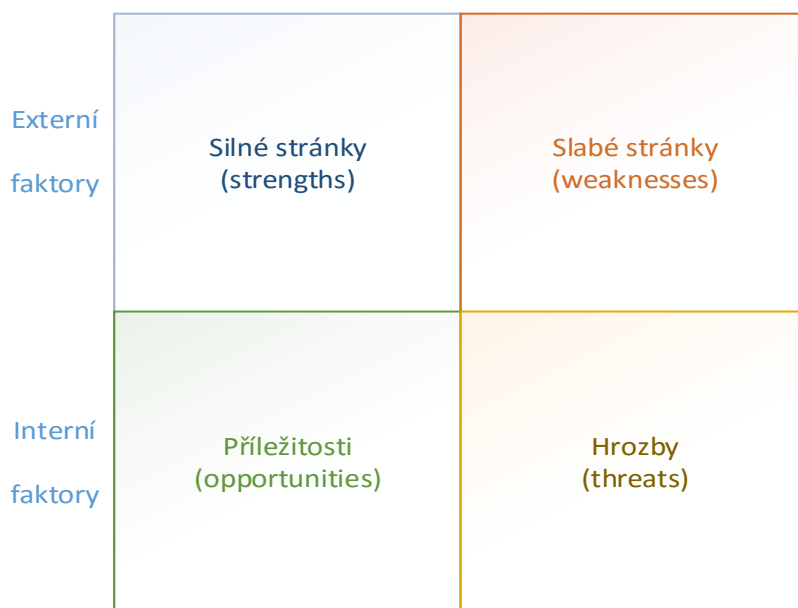 Externí
faktory
Silné stránky
(strengths)
Slabé stránky
(weaknesses)
Interní
faktory
Příležitosti
(opportunities)
Hrozby
(threats)